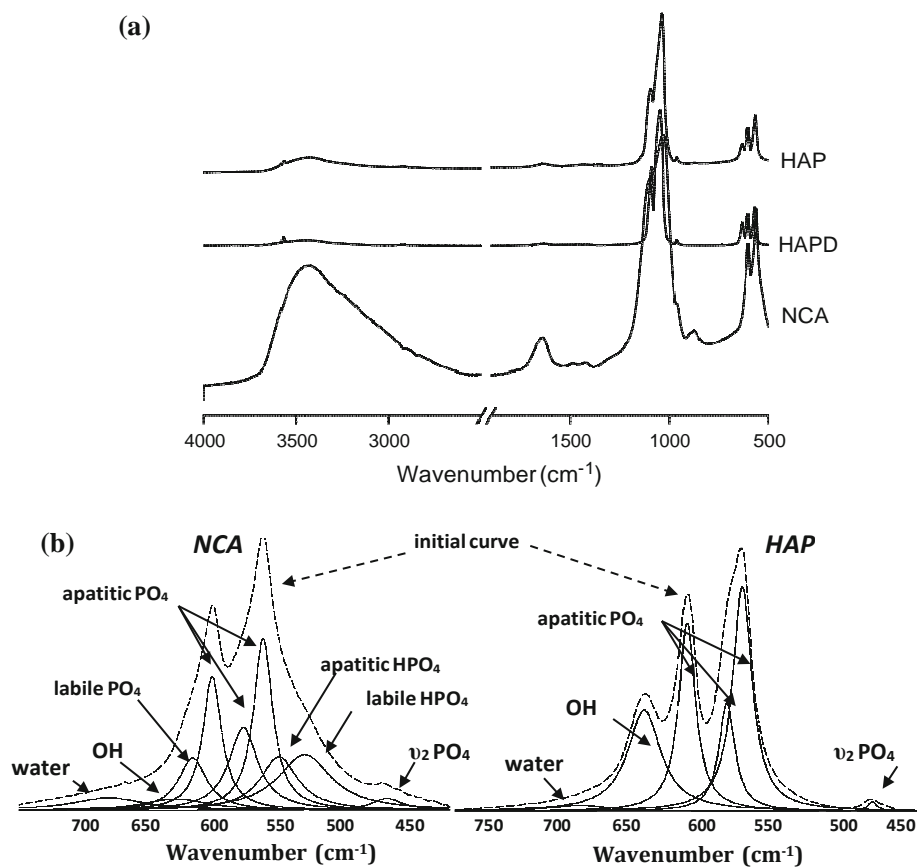 (a)
HAP
HAPD
NCA
4000 3500 3000 1500 1000 500
Wavenumber (cm-1)
(b)
NCA
initial curve
HAP
apatitic PO4
apatitic HPO4
labile PO4
labile HPO4
OH
water
υ2 PO4
apatitic PO4
OH
water
υ2 PO4
700 650 600 550 500 450
Wavenumber (cm-1)
750 700 650 600 550 500 450
Wavenumber (cm-1)